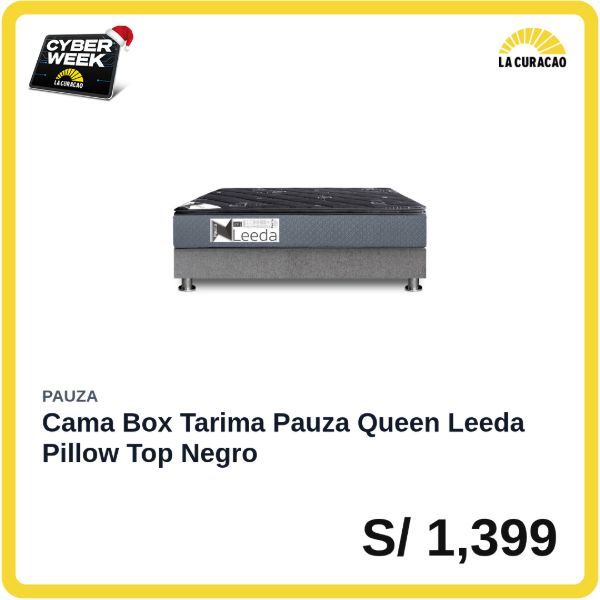 CYBER
WEEK
LA CURACAO
LA CURACAO
Leeda
PAUZA
Cama Box Tarima Pauza Queen Leeda
Pillow Top Negro
S/ 1,399